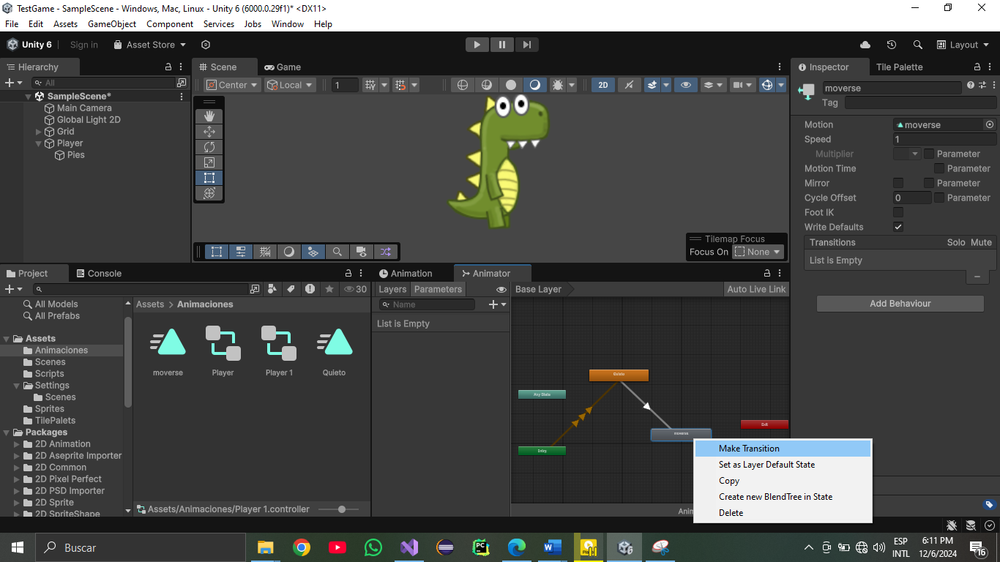 TestGame - SampleScene - Windows, Mac, Linux - Unity 6 (6000.0.29f1)* <DX11>
File Edit Assets GameObject Component Services Jobs Window Help
Unity 6 Sign in Asset Store Layout
Hierarchy
All
SampleScene*
Main Camera
Global Light 2D
Grid
Player
Pies
Scene Game
Center Local 1 2D
Tilemap Focus
Focus On None
Inspector Tile Palette
moverse
Tag
Motion moverse
Speed 1
Multiplier Parameter
Motion Time Parameter
Mirror Parameter
Cycle Offset 0 Parameter
Foot IK
Write Defaults
Transitions Solo Mute
List is Empty
Add Behaviour
Project Console
30
All Models
All Prefabs
Assets
Animaciones
Scenes
Scripts
Settings
Scenes
Sprites
TilePalets
Packages
2D Animation
2D Aseprite Importer
2D Common
2D Pixel Perfect
2D PSD Importer
2D Sprite
2D SpriteShape
Assets > Animaciones
moverse Player Player 1 Quieto
Assets/Animaciones/Player 1.controller
Animation Animator
Layers Parameters Base Layer Auto Live Link
Name
List is Empty
Quieto
Any State
Exit
moverse
Entry
Make Transition
Set as Layer Default State
Copy
Create new BlendTree in State
Delete
Anim
Buscar
ESP
INTL
6:11 PM
12/6/2024
16